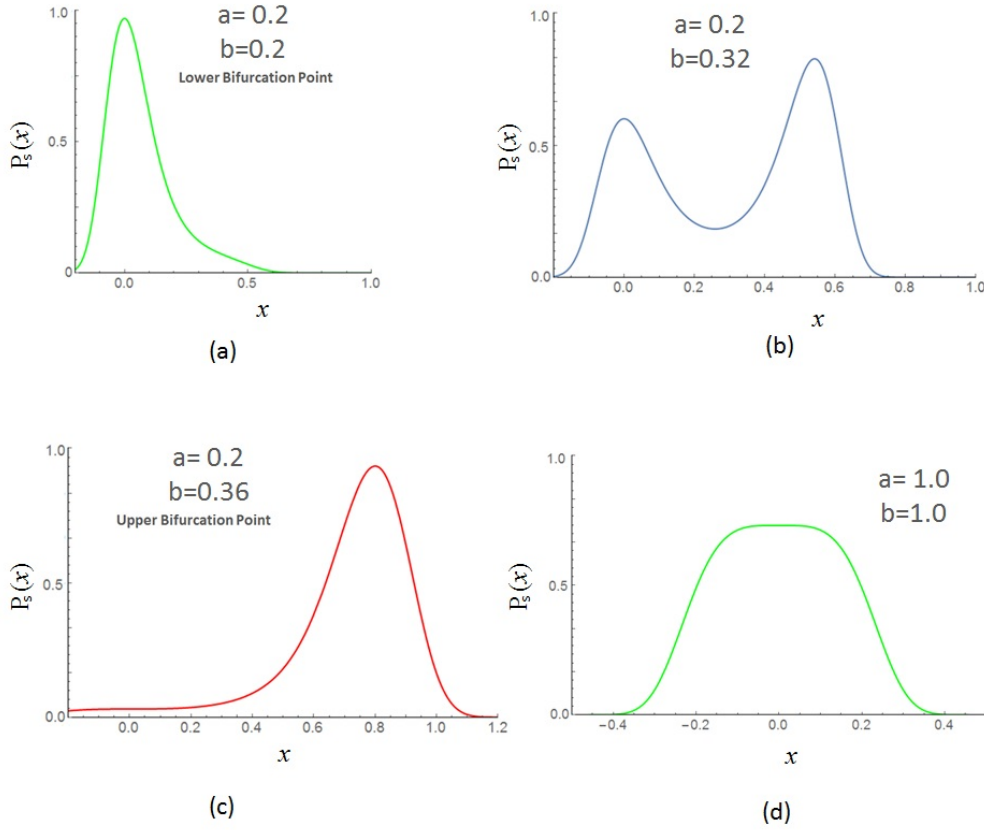 1.0
a= 0.2
b=0.2
Lower Bifurcation Point
0.5
Ps(x)
0
0.0 0.5 1.0
x
(a)
1.0
a= 0.2
b=0.32
0.5
Ps(x)
0.0
0.0 0.2 0.4 0.6 0.8 1.0
x
(b)
1.0
a= 0.2
b=0.36
Upper Bifurcation Point
0.5
Ps(x)
0.0
0.0 0.2 0.4 0.6 0.8 1.0 1.2
x
(c)
1.0
a= 1.0
b=1.0
0.5
Ps(x)
0.0
−0.4 −0.2 0.0 0.2 0.4
x
(d)